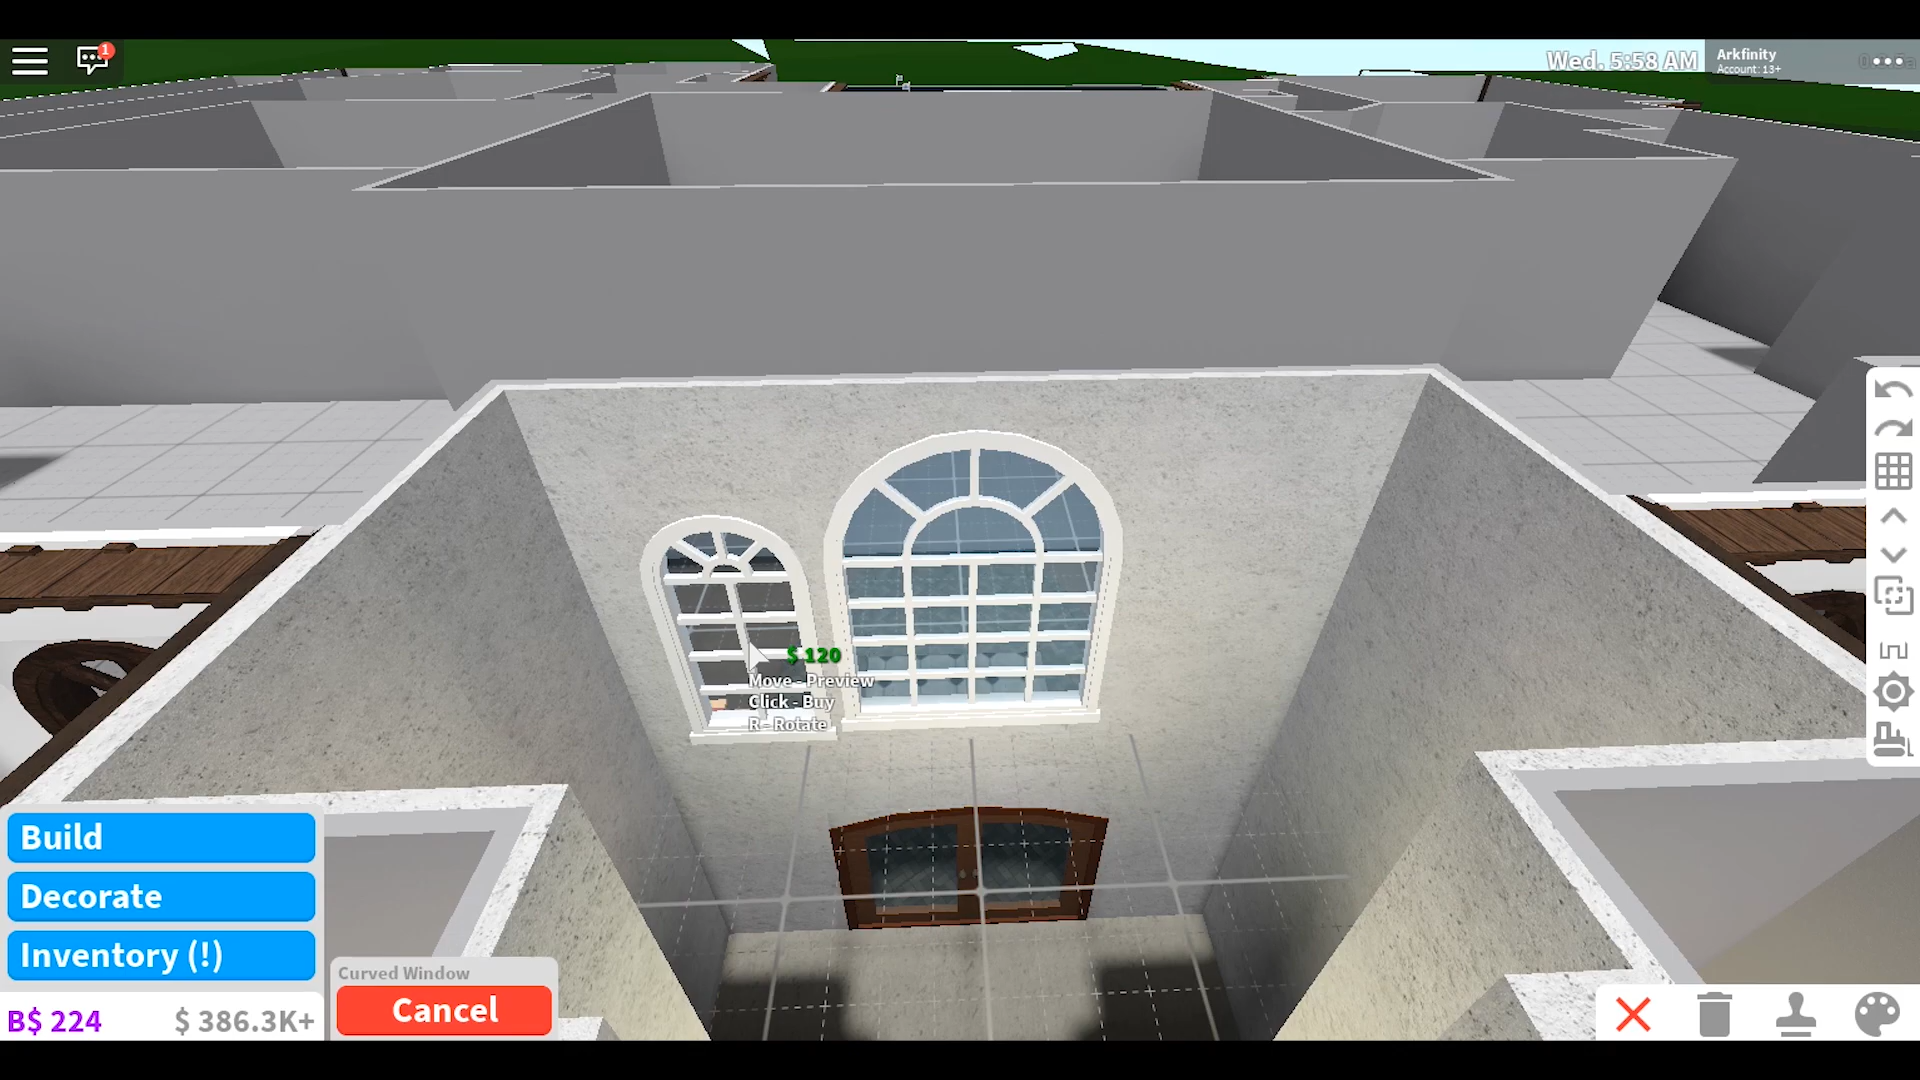 1
Wed. 5:58 AM
Arkfinity
Account: 13+
$ 120
Move - Preview
Click - Buy
R - Rotate
Build
Decorate
Inventory (!)
Curved Window
Cancel
B$ 224
$ 386.3K+